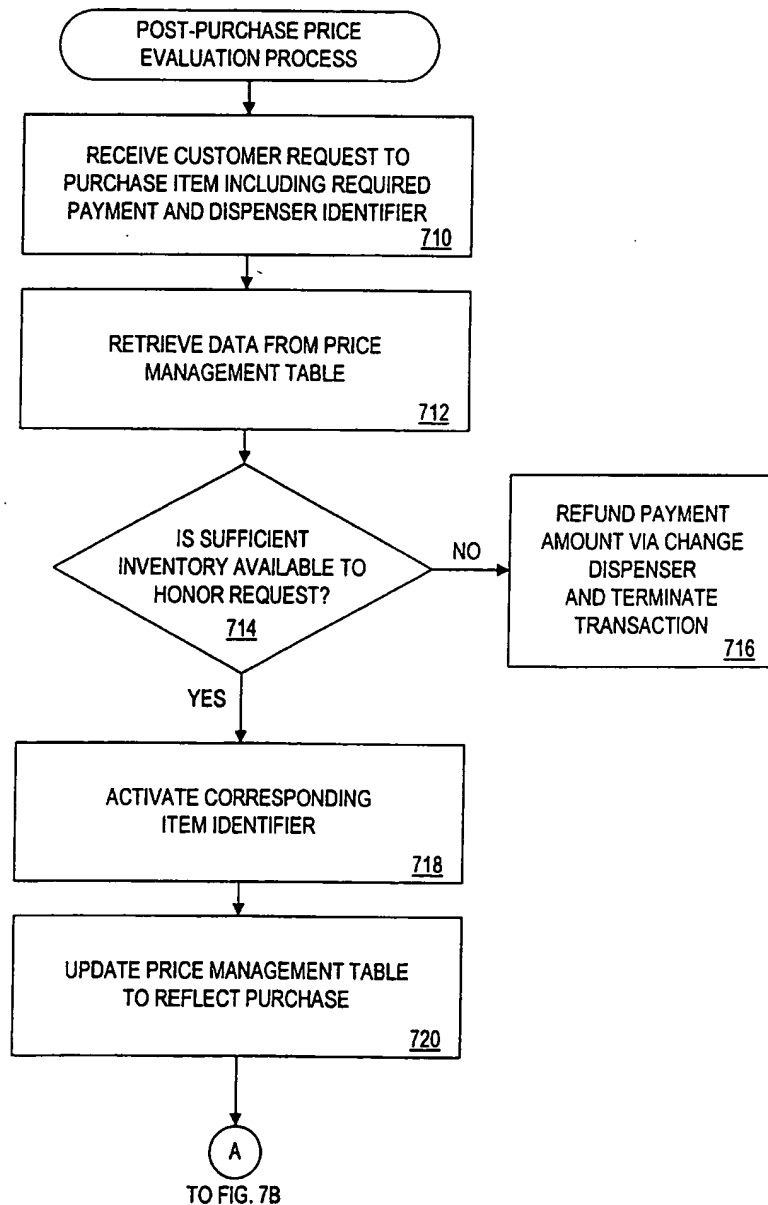 POST-PURCHASE PRICE
EVALUATION PROCESS
RECEIVE CUSTOMER REQUEST TO
PURCHASE ITEM INCLUDING REQUIRED
PAYMENT AND DISPENSER IDENTIFIER
710
RETRIEVE DATA FROM PRICE
MANAGEMENT TABLE
712
IS SUFFICIENT
INVENTORY AVAILABLE TO
HONOR REQUEST?
714
NO
REFUND PAYMENT
AMOUNT VIA CHANGE
DISPENSER
AND TERMINATE
TRANSACTION
716
YES
ACTIVATE CORRESPONDING
ITEM IDENTIFIER
718
UPDATE PRICE MANAGEMENT TABLE
TO REFLECT PURCHASE
720
A
TO FIG. 7B